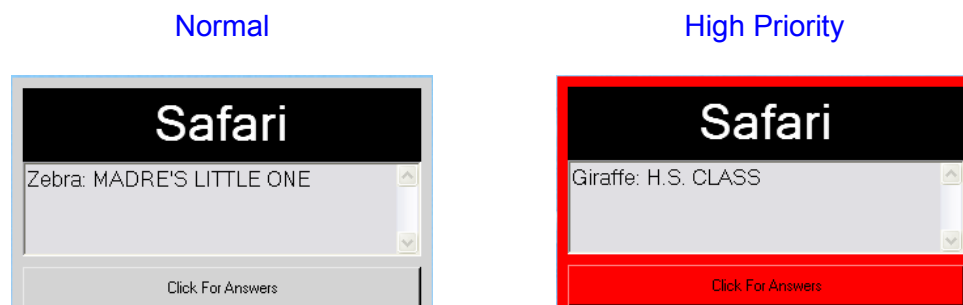 Normal
High Priority
Safari
Zebra: MADRE'S LITTLE ONE
Click For Answers
Safari
Giraffe: H.S. CLASS
Click For Answers